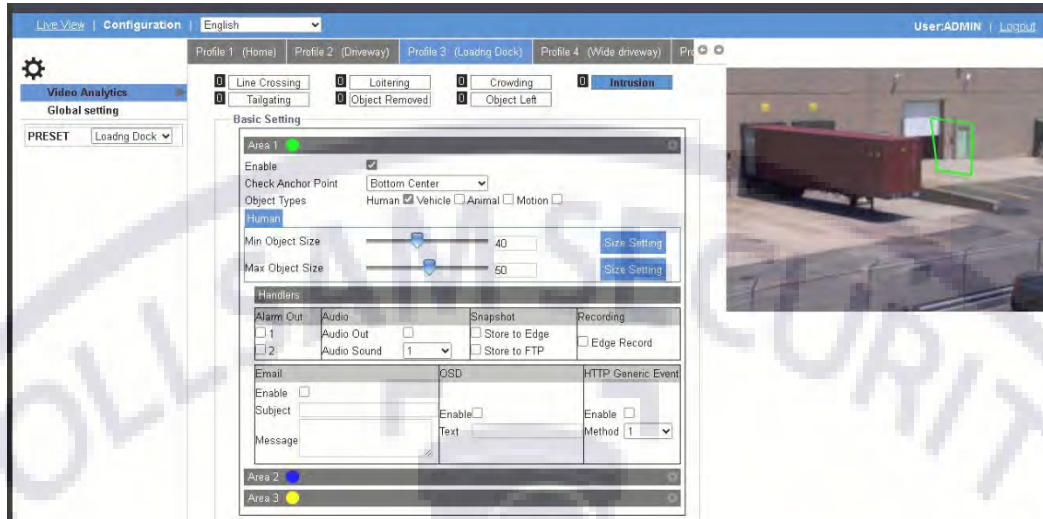 Live View | Configuration | English
User:ADMIN | Logout
Profile 1 (Home) Profile 2 (Driveway) Profile 3 (Loadng Dock) Profile 4 (Wide driveway) Pr
Video Analytics
Global setting
PRESET Loadng Dock
0 Line Crossing 0 Loitering 0 Crowding 0 Intrusion
0 Tailgating 0 Object Removed 0 Object Left
Basic Setting
Area 1
Enable
Check Anchor Point Bottom Center
Object Types Human Vehicle Animal Motion
Human
Min Object Size 40 Size Setting
Max Object Size 50 Size Setting
Handlers
Alarm Out Audio Snapshot Recording
1 Audio Out Store to Edge Edge Record
2 Audio Sound 1 Store to FTP
Email OSD HTTP Generic Event
Enable
Subject Enable Enable
Message Text Method 1
Area 2
Area 3
OLLSAM SECURIT